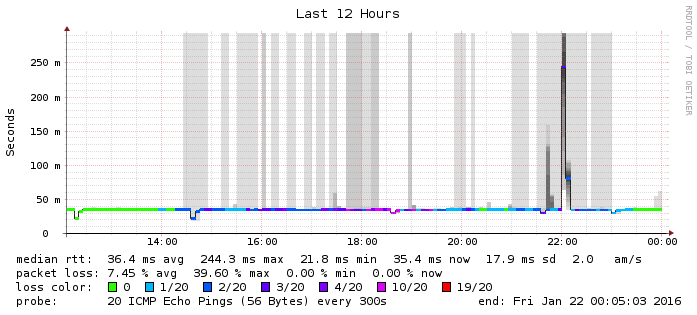 Last 12 Hours
RRDTOOL / TOBI OETIKER
Seconds
250 m
200 m
150 m
100 m
50 m
0
14:00 16:00 18:00 20:00 22:00 00:00
median rtt: 36.4 ms avg 244.3 ms max 21.8 ms min 35.4 ms now 17.9 ms sd 2.0 am/s
packet loss: 7.45 % avg 39.60 % max 0.00 % min 0.00 % now
loss color: 0 1/20 2/20 3/20 4/20 10/20 19/20
probe: 20 ICMP Echo Pings (56 Bytes) every 300s end: Fri Jan 22 00:05:03 2016